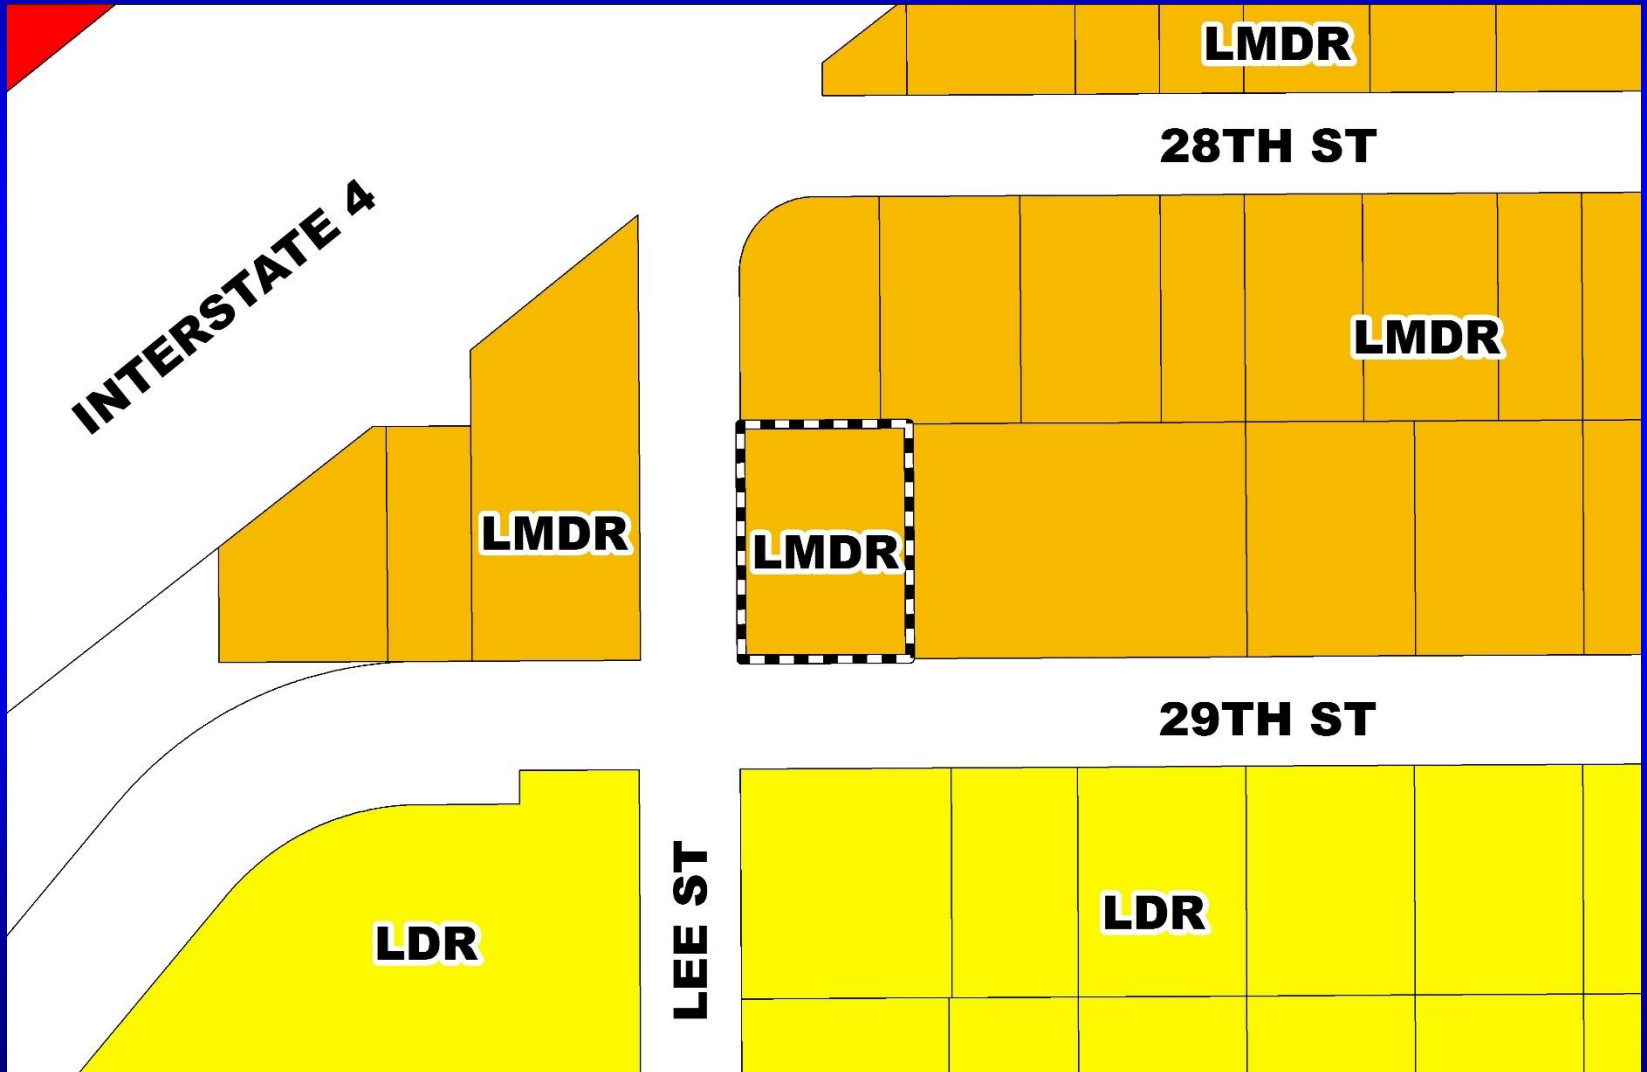 LMDR
28TH ST
INTERSTATE 4
LMDR
LMDR
LMDR
29TH ST
LEE ST
LDR
LDR